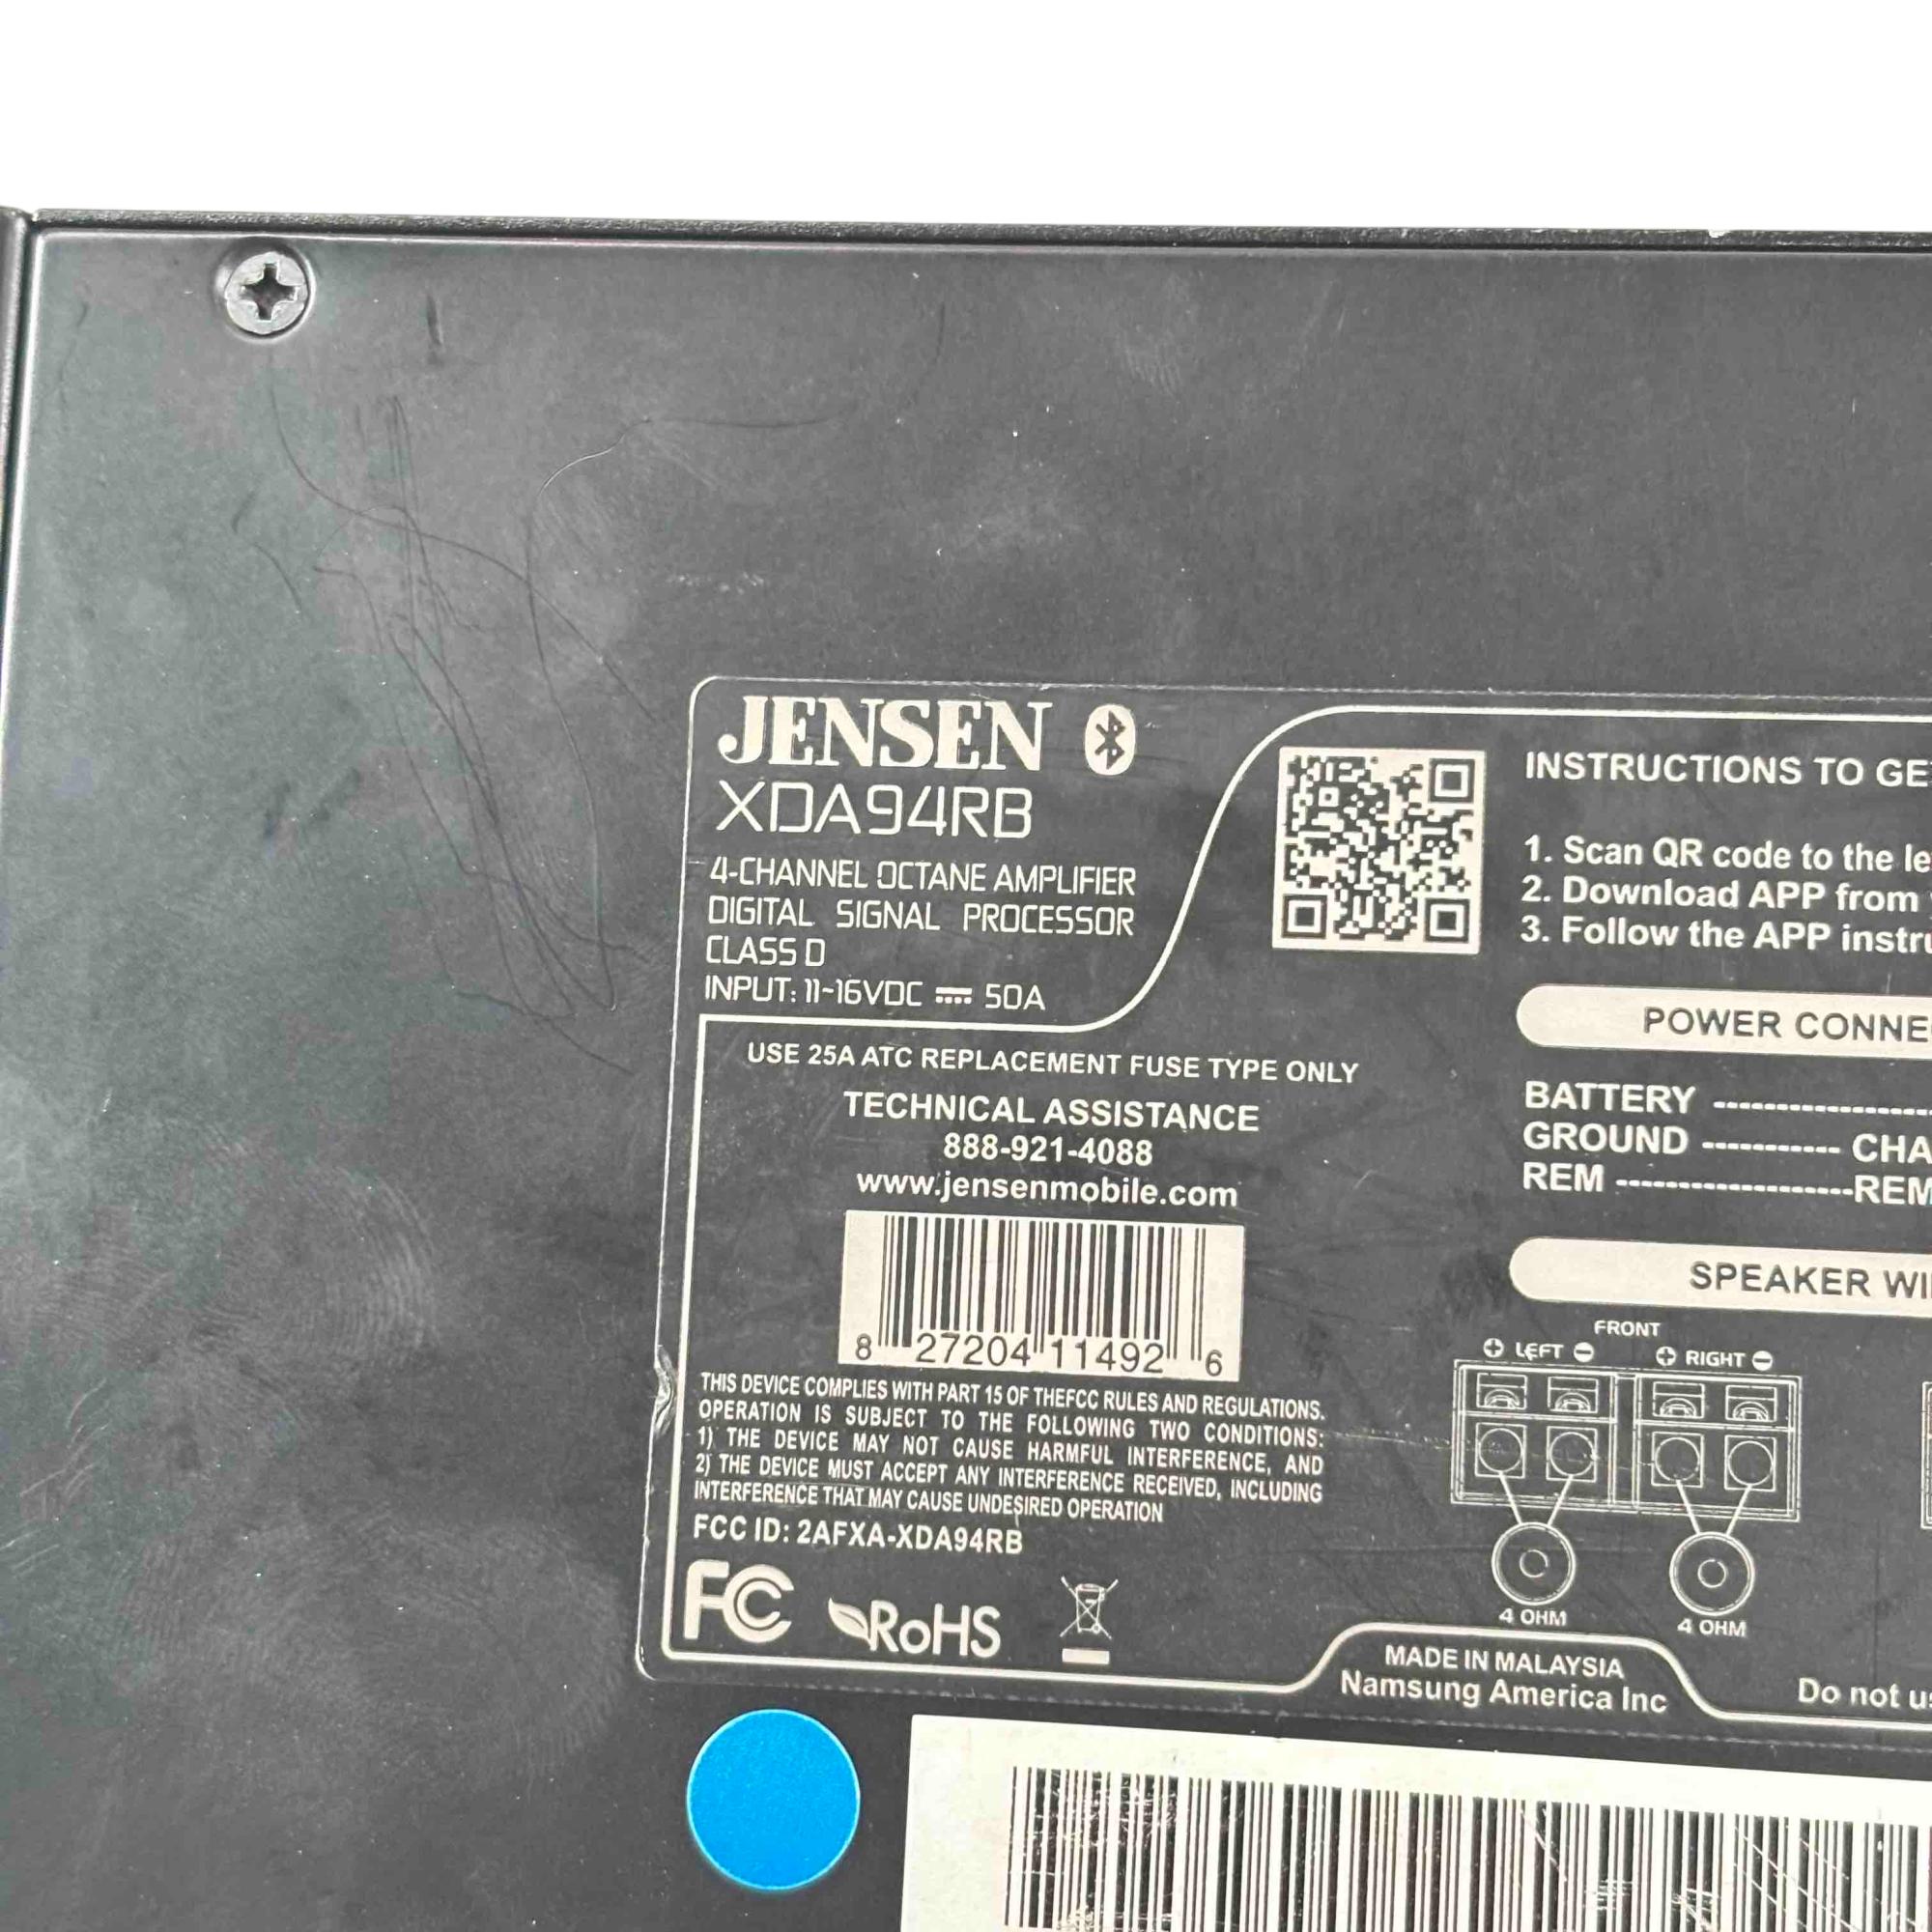 JENSEN
XDA94RB
4-CHANNEL OCTANE AMPLIFIER
DIGITAL SIGNAL PROCESSOR
CLASS D
INPUT: 11~16VDC 50A
USE 25A ATC REPLACEMENT FUSE TYPE ONLY
TECHNICAL ASSISTANCE
888-921-4088
www.jensenmobile.com
8 27204 11492 6
THIS DEVICE COMPLIES WITH PART 15 OF THEFCC RULES AND REGULATIONS.
OPERATION IS SUBJECT TO THE FOLLOWING TWO CONDITIONS:
1) THE DEVICE MAY NOT CAUSE HARMFUL INTERFERENCE, AND
2) THE DEVICE MUST ACCEPT ANY INTERFERENCE RECEIVED, INCLUDING
INTERFERENCE THAT MAY CAUSE UNDESIRED OPERATION
FCC ID: 2AFXA-XDA94RB
FC RoHS
INSTRUCTIONS TO GE
1. Scan QR code to the le
2. Download APP from
3. Follow the APP instru
POWER CONNE
BATTERY --------------------
GROUND ----------- CHA
REM -------------------REM
SPEAKER WI
FRONT
+ LEFT - + RIGHT -
4 OHM 4 OHM
MADE IN MALAYSIA
Namsung America Inc
Do not u